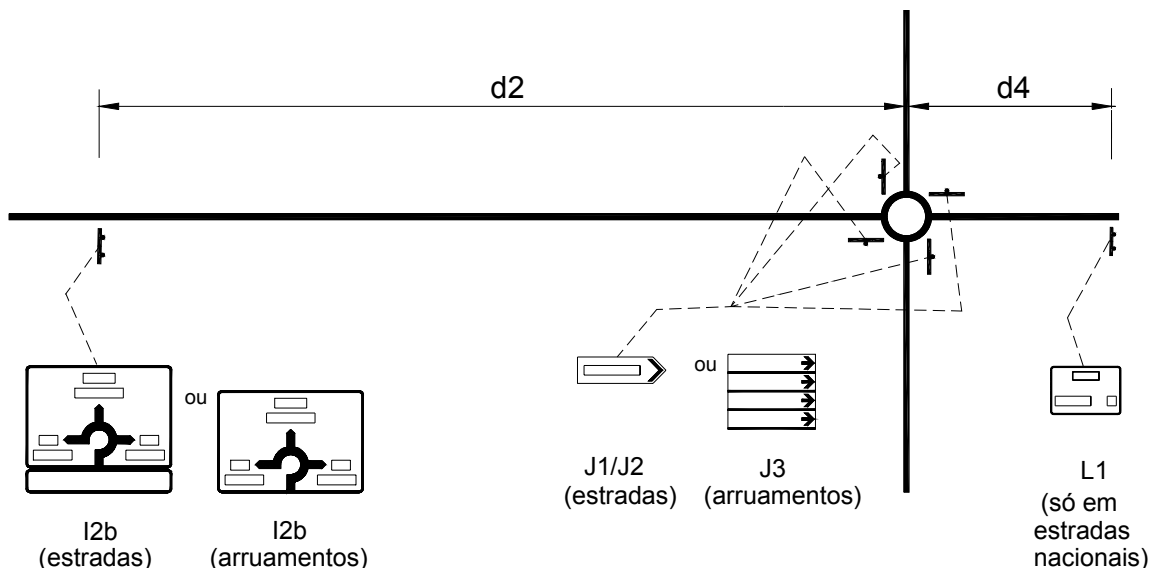 d2
d4
ou
I2b
(estradas)
I2b
(arruamentos)
ou
J1/J2
(estradas)
J3
(arruamentos)
L1
(só em
estradas
nacionais)